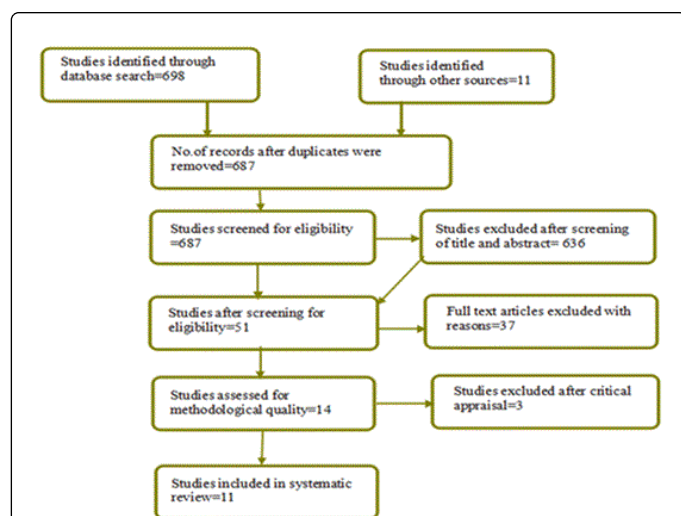 Studies identified through
database search=698
Studies identified
through other sources=11
No.of records after duplicates were
removed=687
Studies screened for eligibility
=687
Studies excluded after screening
of title and abstract= 636
Studies after screening for
eligibility=51
Full text articles excluded with
reasons=37
Studies assessed for
methodological quality=14
Studies excluded after critical
appraisal=3
Studies included in systematic
review=11